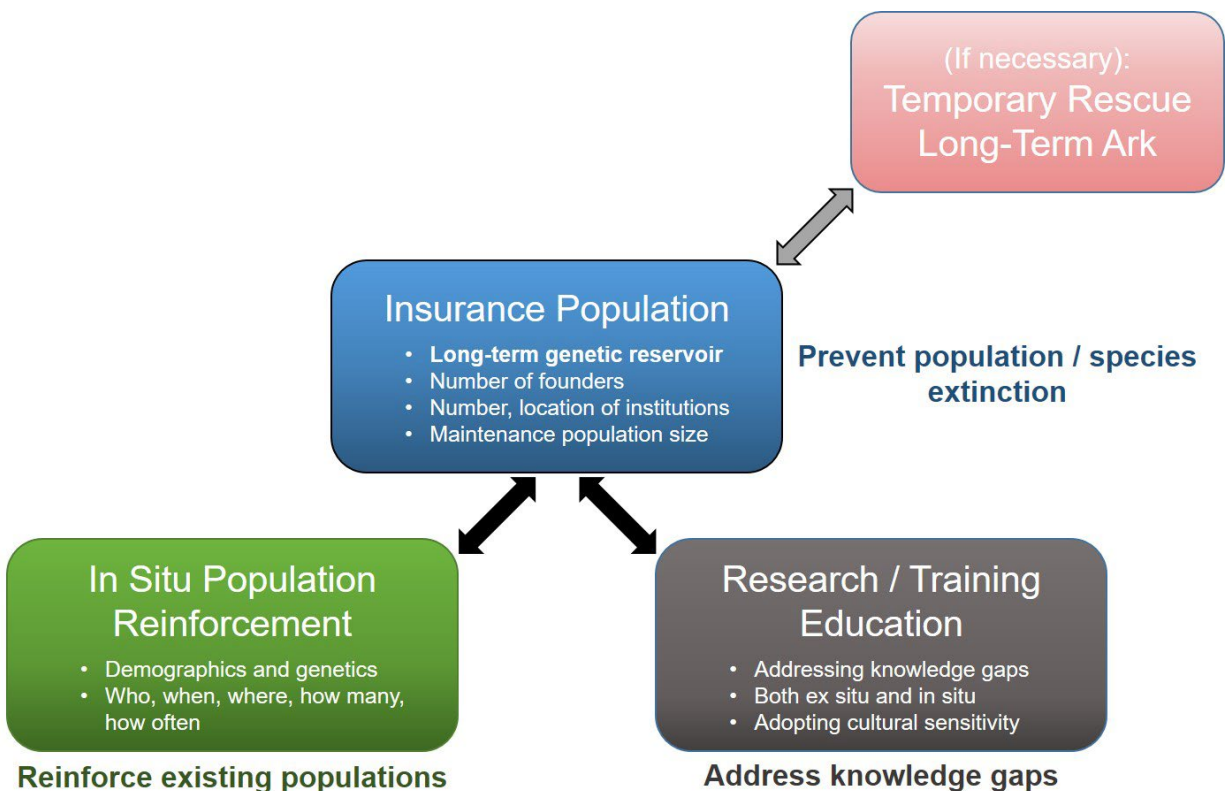 (If necessary):
Temporary Rescue
Long-Term Ark
Insurance Population
• Long-term genetic reservoir
• Number of founders
• Number, location of institutions
• Maintenance population size
Prevent population / species
extinction
In Situ Population
Reinforcement
• Demographics and genetics
• Who, when, where, how many,
how often
Reinforce existing populations
Research / Training
Education
• Addressing knowledge gaps
• Both ex situ and in situ
• Adopting cultural sensitivity
Address knowledge gaps